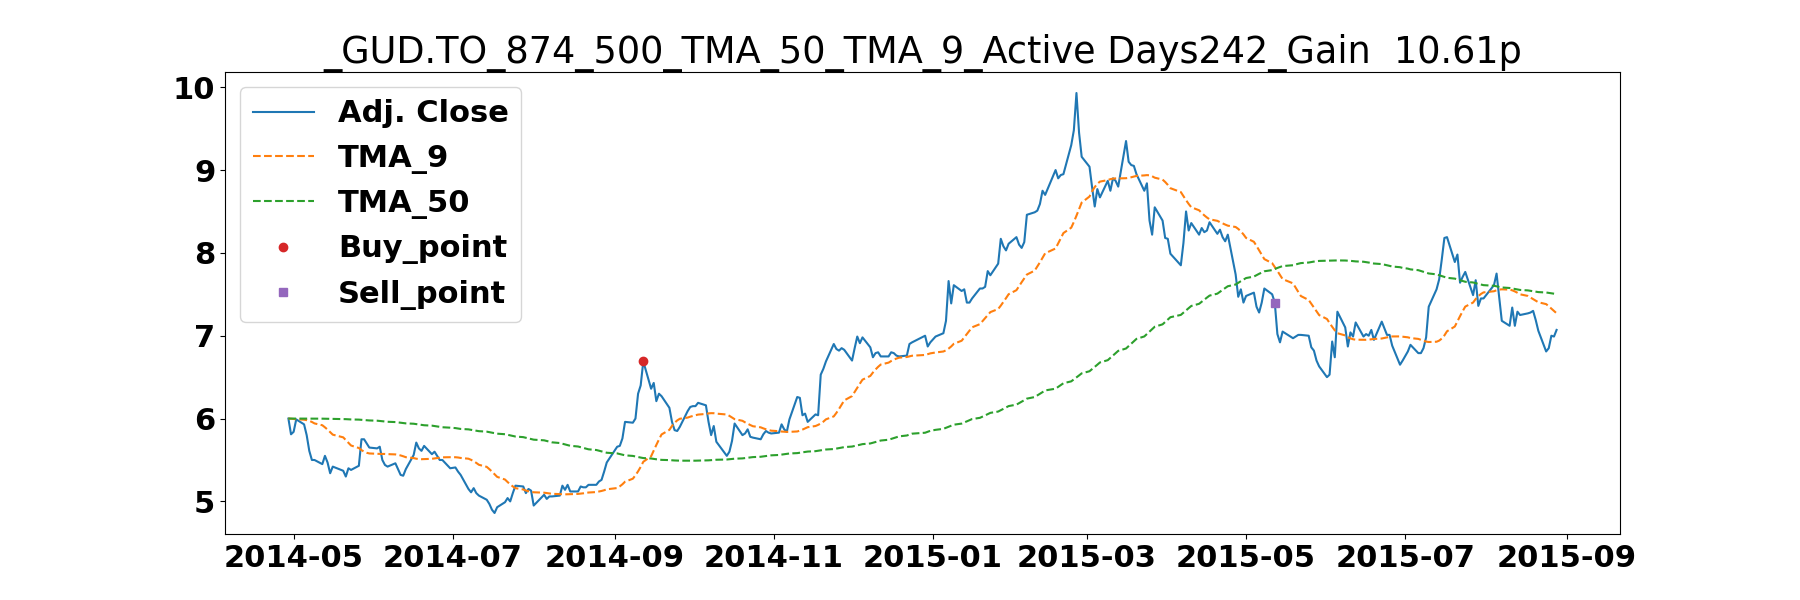 _GUD.TO_874_500_TMA_50_TMA_9_Active Days242_Gain  10.61p
10
9
8
7
6
5
Adj. Close
TMA_9
TMA_50
Buy_point
Sell_point
2014-05 2014-07 2014-09 2014-11 2015-01 2015-03 2015-05 2015-07 2015-09